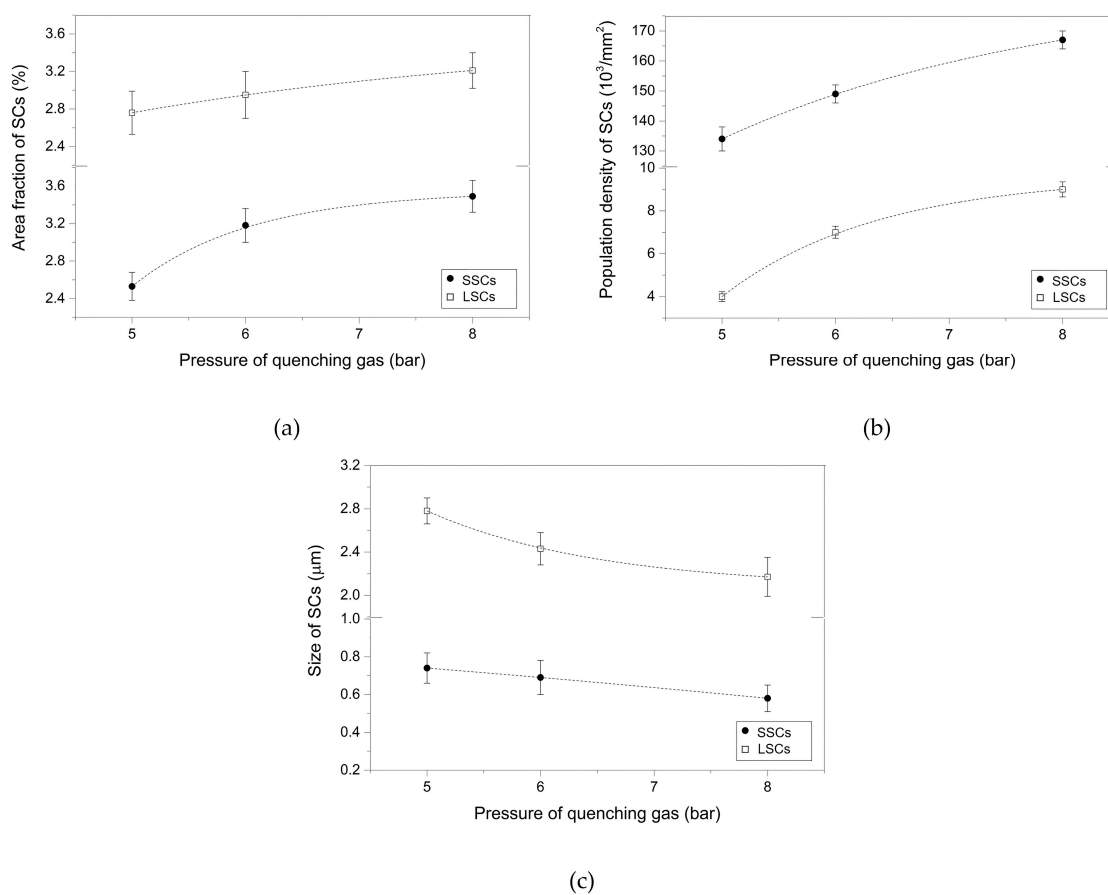 Area fraction of SCs (%)
3.6
3.2
2.8
2.4
3.6
3.2
2.8
2.4
5 6 7 8
Pressure of quenching gas (bar)
SSCs
LSCs
(a)
Population density of SCs (10³/mm²)
170
160
150
140
130
10
8
6
4
5 6 7 8
Pressure of quenching gas (bar)
SSCs
LSCs
(b)
Size of SCs (μm)
3.2
2.8
2.4
2.0
1.0
0.8
0.6
0.4
0.2
5 6 7 8
Pressure of quenching gas (bar)
SSCs
LSCs
(c)